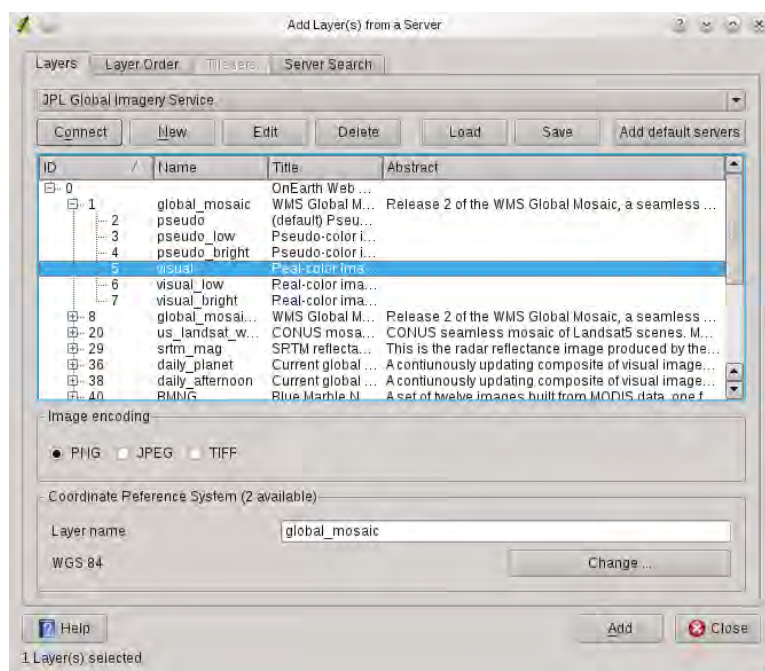 Add Layer(s) from a Server
Layers Layer Order Tilesets Server Search
JPL Global Imagery Service
Connect New Edit Delete Load Save Add default servers
ID Name Title Abstract
0 OnEarth Web ...
1 global_mosaic WMS Global M... Release 2 of the WMS Global Mosaic, a seamless ...
2 pseudo (default) Pseu...
3 pseudo_low Pseudo-color i...
4 pseudo_bright Pseudo-color i...
5 visual Real-color ima...
6 visual_low Real-color ima...
7 visual_bright Real-color ima...
8 global_mosai... WMS Global M... Release 2 of the WMS Global Mosaic, a seamless ...
20 us_landsat_w... CONUS mosa... CONUS seamless mosaic of Landsat5 scenes. M...
29 srtm_mag SRTM reflecta... This is the radar reflectance image produced by the...
36 daily_planet Current global ... A contiunously updating composite of visual image...
38 daily_afternoon Current global ... A contiunously updating composite of visual image...
40 BMNG Blue Marble N... A set of twelve images built from MODIS data, one f...
Image encoding
PNG JPEG TIFF
Coordinate Reference System (2 available)
Layer name global_mosaic
WGS 84 Change ...
Help Add Close
1 Layer(s) selected